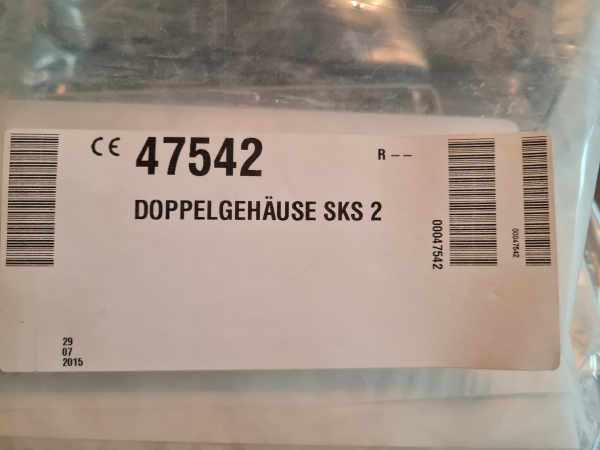 CE 47542 R – –
DOPPELGEHÄUSE SKS 2
00047542
00047542
29
07
2015